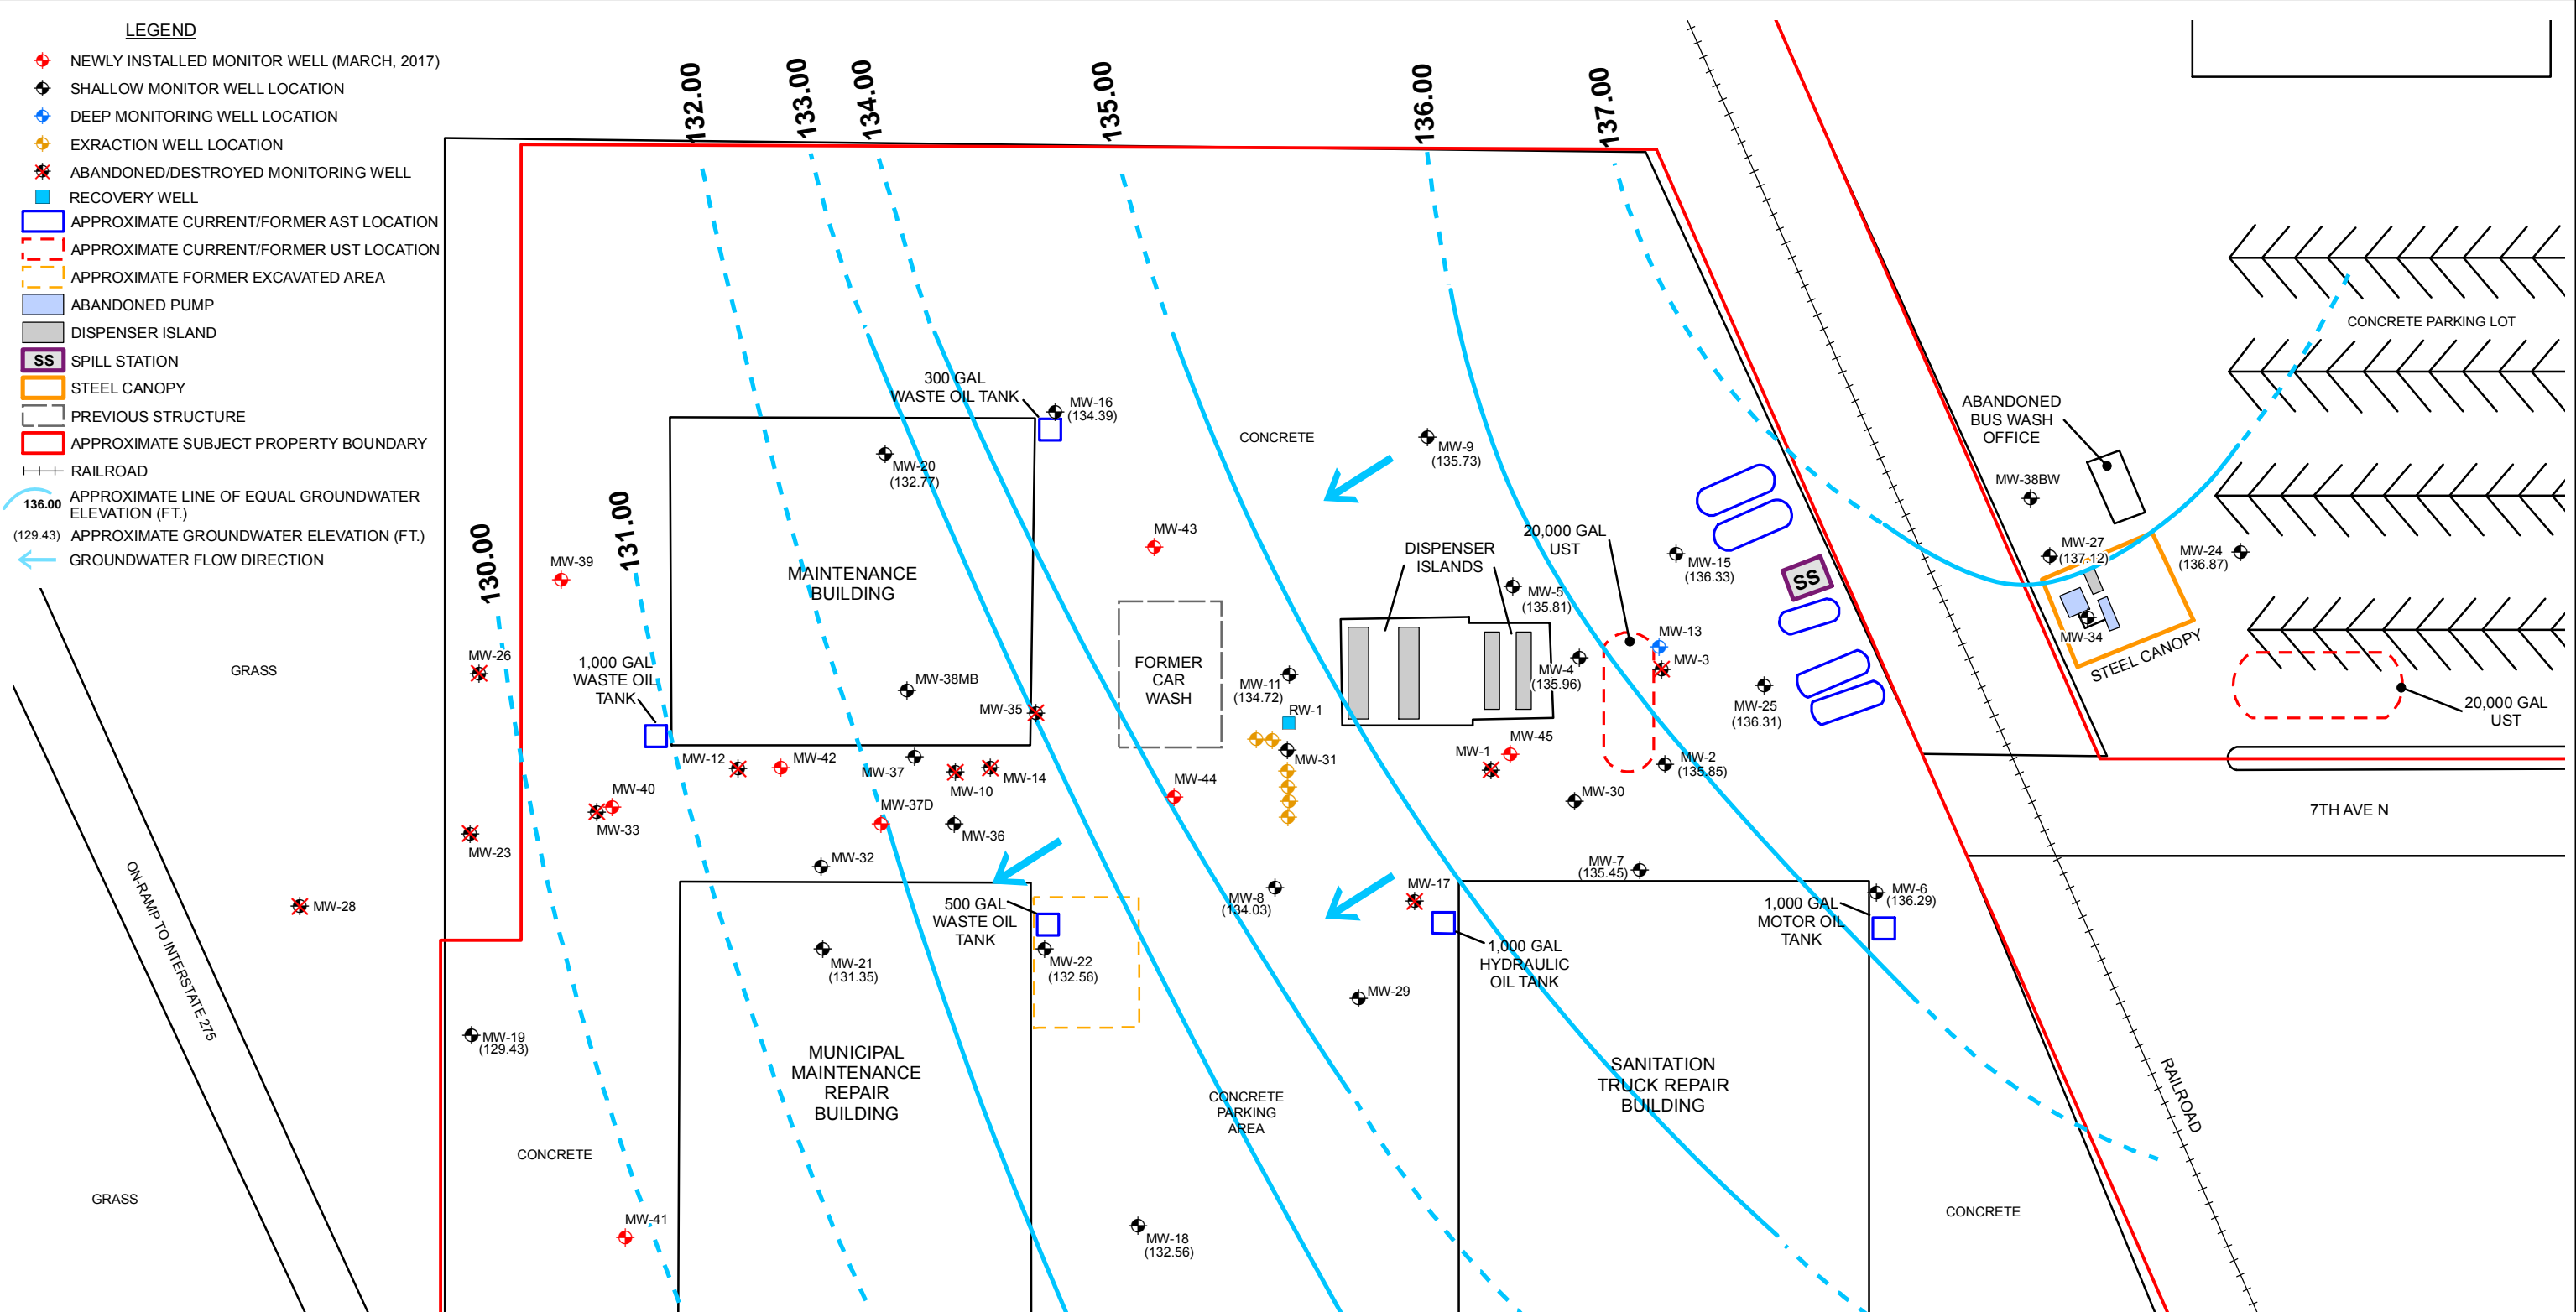 LEGEND
NEWLY INSTALLED MONITOR WELL (MARCH, 2017)
SHALLOW MONITOR WELL LOCATION
DEEP MONITORING WELL LOCATION
EXRACTION WELL LOCATION
ABANDONED/DESTROYED MONITORING WELL
RECOVERY WELL
APPROXIMATE CURRENT/FORMER AST LOCATION
APPROXIMATE CURRENT/FORMER UST LOCATION
APPROXIMATE FORMER EXCAVATED AREA
ABANDONED PUMP
DISPENSER ISLAND
SS SPILL STATION
STEEL CANOPY
PREVIOUS STRUCTURE
APPROXIMATE SUBJECT PROPERTY BOUNDARY
RAILROAD
136.00 APPROXIMATE LINE OF EQUAL GROUNDWATER
ELEVATION (FT.)
(129.43) APPROXIMATE GROUNDWATER ELEVATION (FT.)
GROUNDWATER FLOW DIRECTION
132.00
133.00
134.00
135.00
136.00
137.00
130.00
131.00
300 GAL
WASTE OIL TANK
MW-16
(134.39)
MW-20
(132.77)
CONCRETE
MW-9
(135.73)
MW-43
MW-39
MAINTENANCE
BUILDING
DISPENSER
ISLANDS
20,000 GAL
UST
MW-15
(136.33)
SS
MW-5
(135.81)
ABANDONED
BUS WASH
OFFICE
CONCRETE PARKING LOT
MW-38BW
MW-27
(137.12)
MW-24
(136.87)
MW-34
STEEL CANOPY
20,000 GAL
UST
7TH AVE N
GRASS
MW-26
1,000 GAL
WASTE OIL
TANK
MW-38MB
MW-35
FORMER
CAR
WASH
MW-11
(134.72)
RW-1
MW-4
(135.96)
MW-13
MW-3
MW-25
(136.31)
MW-12
MW-42
MW-37
MW-10
MW-14
MW-31
MW-1
MW-45
MW-2
(135.85)
MW-40
MW-33
MW-37D
MW-36
MW-44
MW-30
MW-23
MW-32
MW-8
(134.03)
MW-17
MW-7
(135.45)
MW-6
(136.29)
MW-28
ON-RAMP TO INTERSTATE 275
500 GAL
WASTE OIL
TANK
MW-21
(131.35)
MW-22
(132.56)
1,000 GAL
HYDRAULIC
OIL TANK
1,000 GAL
MOTOR OIL
TANK
MW-29
MW-19
(129.43)
MUNICIPAL
MAINTENANCE
REPAIR
BUILDING
CONCRETE
PARKING
AREA
SANITATION
TRUCK REPAIR
BUILDING
RAILROAD
CONCRETE
GRASS
MW-41
MW-18
(132.56)
CONCRETE